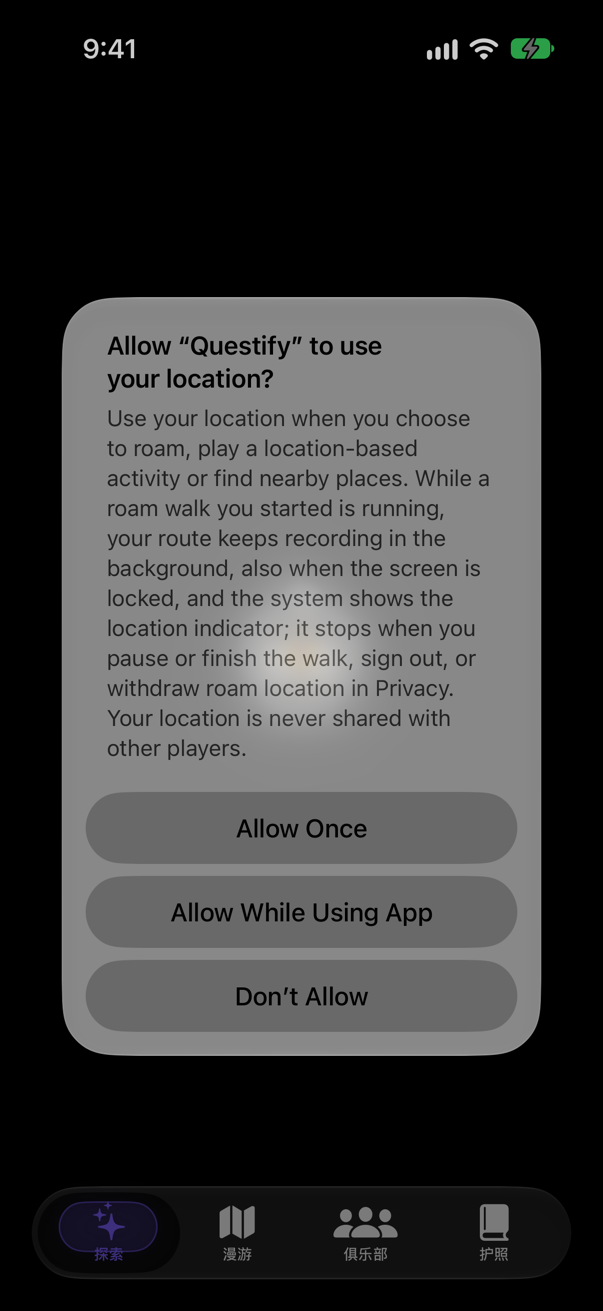 9:41
Allow “Questify” to use
your location?
Use your location when you choose
to roam, play a location-based
activity or find nearby places. While a
roam walk you started is running,
your route keeps recording in the
background, also when the screen is
locked, and the system shows the
location indicator; it stops when you
pause or finish the walk, sign out, or
withdraw roam location in Privacy.
Your location is never shared with
other players.
Allow Once
Allow While Using App
Don’t Allow
探索
漫游
俱乐部
护照